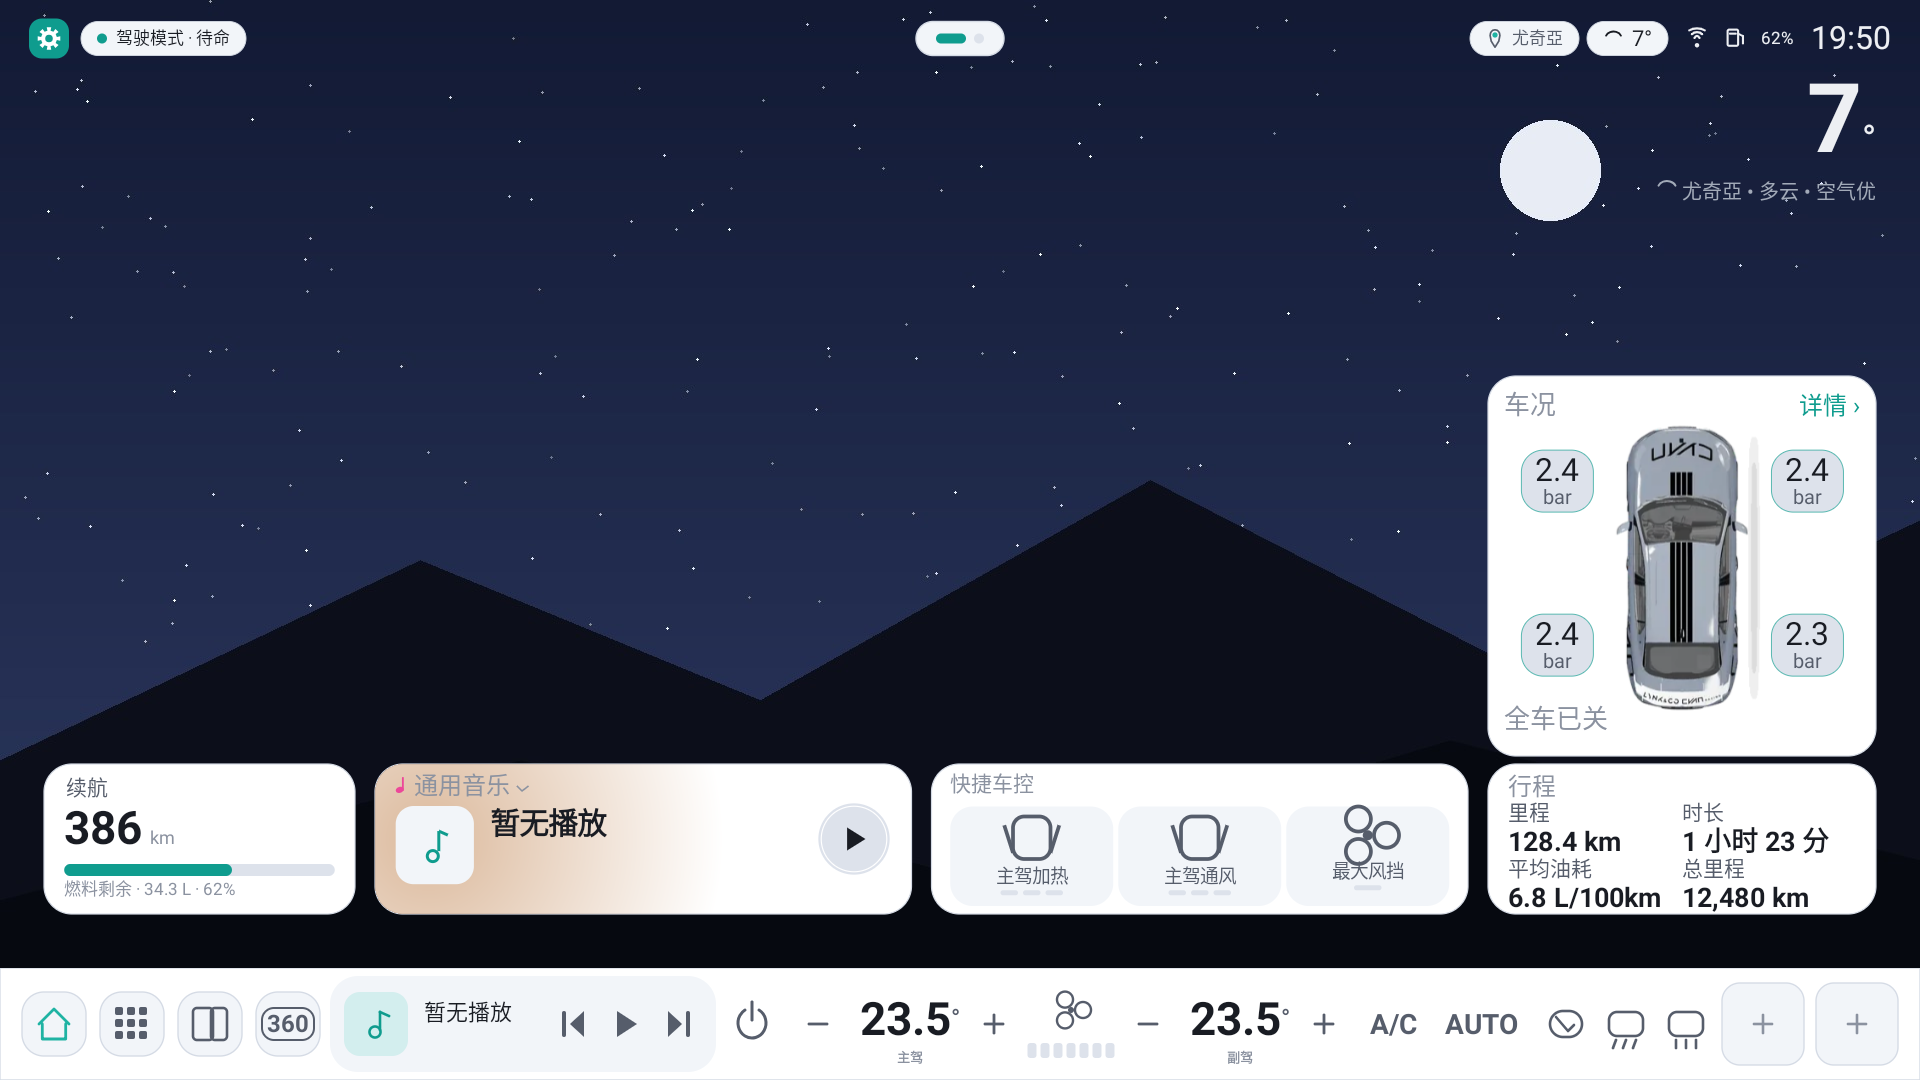 驾驶模式 · 待命
尤奇亞
7°
62%
19:50
7°
尤奇亞 • 多云 • 空气优
车况
详情 ›
2.4
bar
2.4
bar
2.4
bar
2.3
bar
全车已关
续航
386 km
燃料剩余 · 34.3 L · 62%
通用音乐
暂无播放
快捷车控
主驾加热
主驾通风
最大风挡
行程
里程
128.4 km
时长
1 小时 23 分
平均油耗
6.8 L/100km
总里程
12,480 km
360
暂无播放
23.5°
主驾
23.5°
副驾
A/C
AUTO